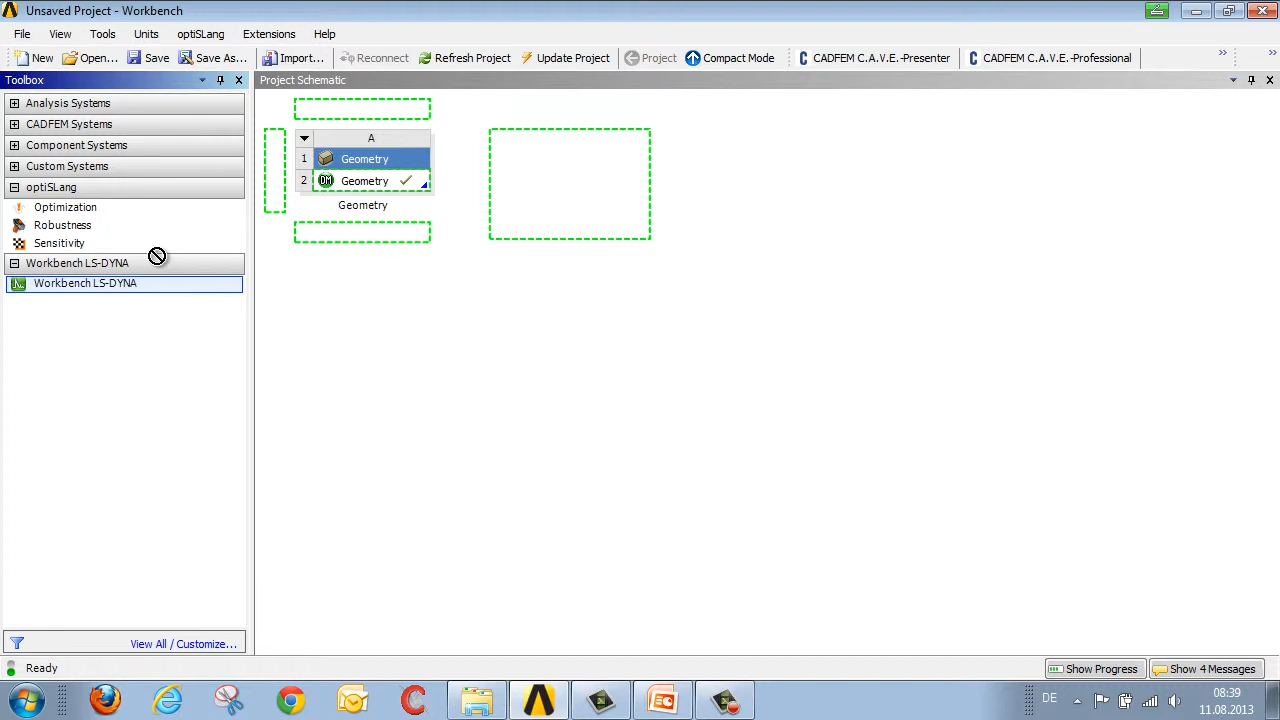 Unsaved Project - Workbench
File View Tools Units optiSLang Extensions Help
New Open... Save Save As... Import... Reconnect Refresh Project Update Project Project Compact Mode CADFEM C.A.V.E.-Presenter CADFEM C.A.V.E.-Professional
Toolbox
Project Schematic
Analysis Systems
CADFEM Systems
Component Systems
Custom Systems
optiSLang
Optimization
Robustness
Sensitivity
Workbench LS-DYNA
Workbench LS-DYNA
A
1 Geometry
2 DM Geometry
Geometry
View All / Customize...
Ready
Show Progress Show 4 Messages
DE
08:39
11.08.2013